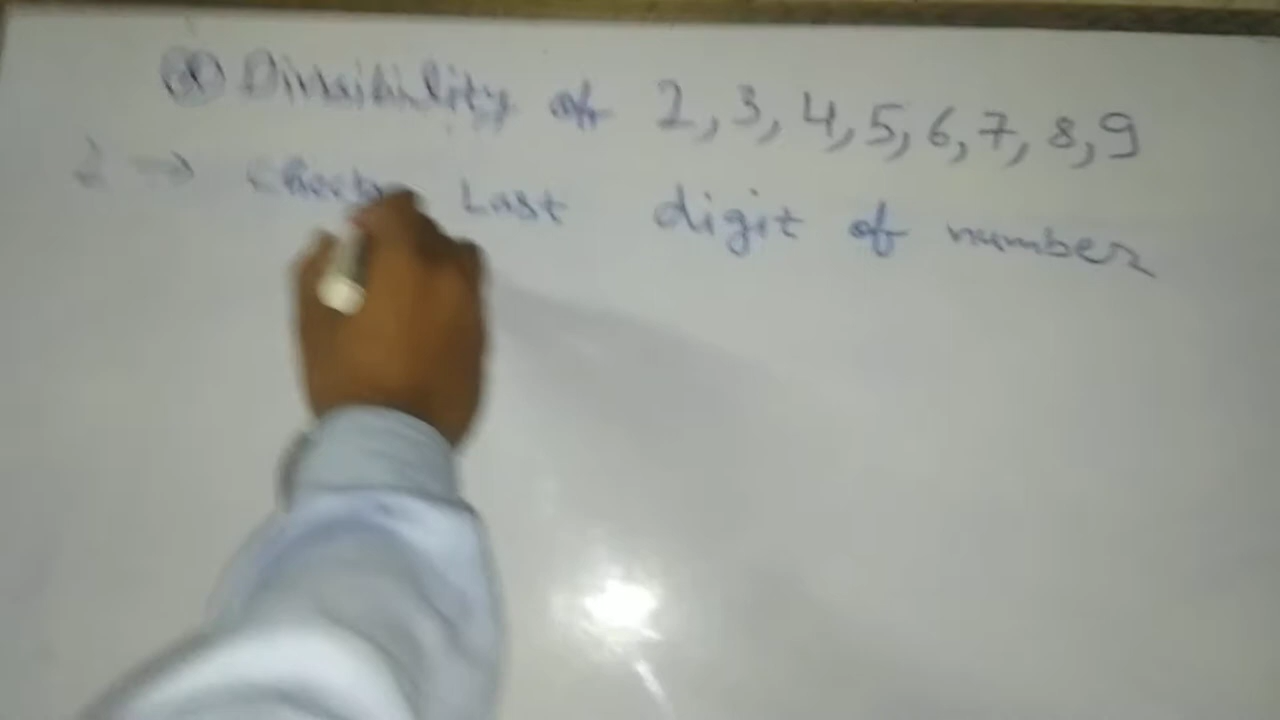 Divisibility of 2, 3, 4, 5, 6, 7, 8, 9
2 → Check Last digit of number